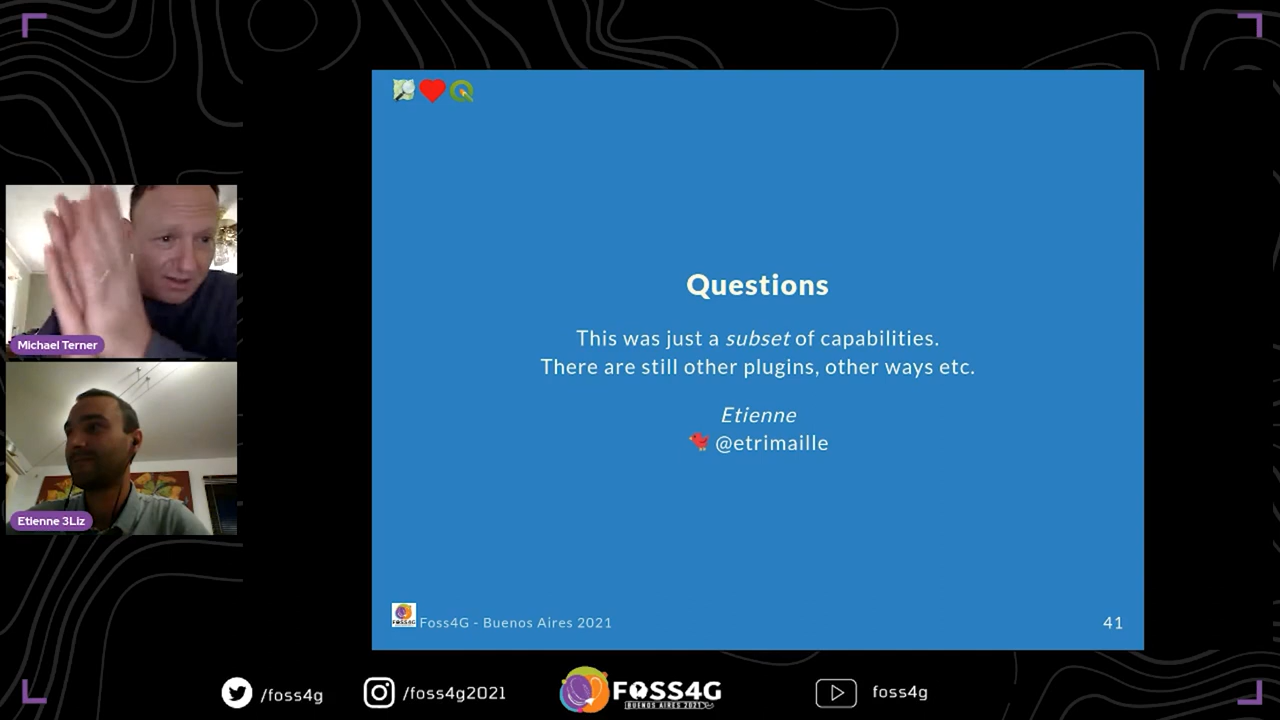 Michael Terner
Etienne 3Liz
Questions
This was just a subset of capabilities.
There are still other plugins, other ways etc.
Etienne
@etrimaille
FOSS4G
Foss4G - Buenos Aires 2021
41
/foss4g
/foss4g2021
FOSS4G
BUENOS AIRES 2021
foss4g